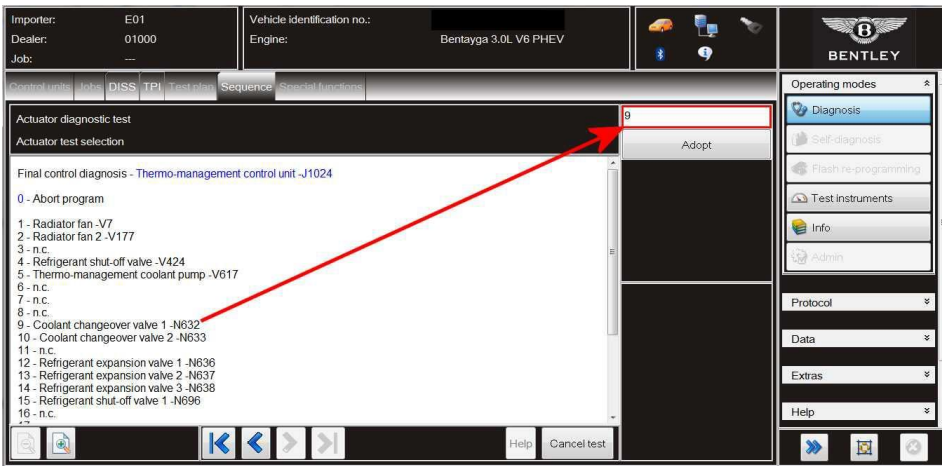 Importer: E01
Dealer: 01000
Job: ---
Vehicle identification no.:
Engine: Bentayga 3.0L V6 PHEV
B
BENTLEY
Control units Jobs DISS TPI Test plan Sequence Special functions
Actuator diagnostic test
Actuator test selection
9
Adopt
Final control diagnosis - Thermo-management control unit -J1024
0 - Abort program
1 - Radiator fan -V7
2 - Radiator fan 2 -V177
3 - n.c.
4 - Refrigerant shut-off valve -V424
5 - Thermo-management coolant pump -V617
6 - n.c.
7 - n.c.
8 - n.c.
9 - Coolant changeover valve 1 -N632
10 - Coolant changeover valve 2 -N633
11 - n.c.
12 - Refrigerant expansion valve 1 -N636
13 - Refrigerant expansion valve 2 -N637
14 - Refrigerant expansion valve 3 -N638
15 - Refrigerant shut-off valve 1 -N696
16 - n.c.
Help
Cancel test
Operating modes
Diagnosis
Self-diagnosis
Flash re-programming
Test instruments
Info
Admin
Protocol
Data
Extras
Help